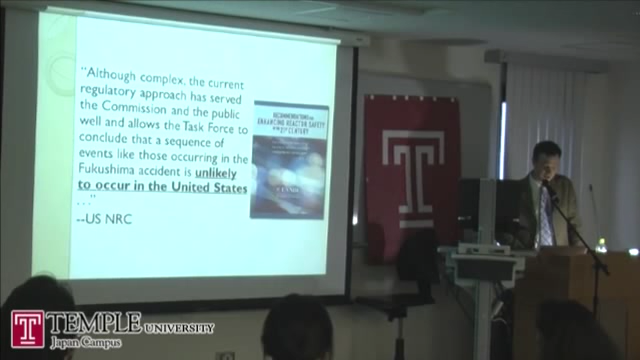 “Although complex, the current
regulatory approach has served
the Commission and the public
well and allows the Task Force to
conclude that a sequence of
events like those occurring in the
Fukushima accident is unlikely
to occur in the United States
…”
--US NRC
RECOMMENDATIONS FOR
ENHANCING REACTOR SAFETY
IN THE 21ST CENTURY
T
T
TEMPLE UNIVERSITY
Japan Campus